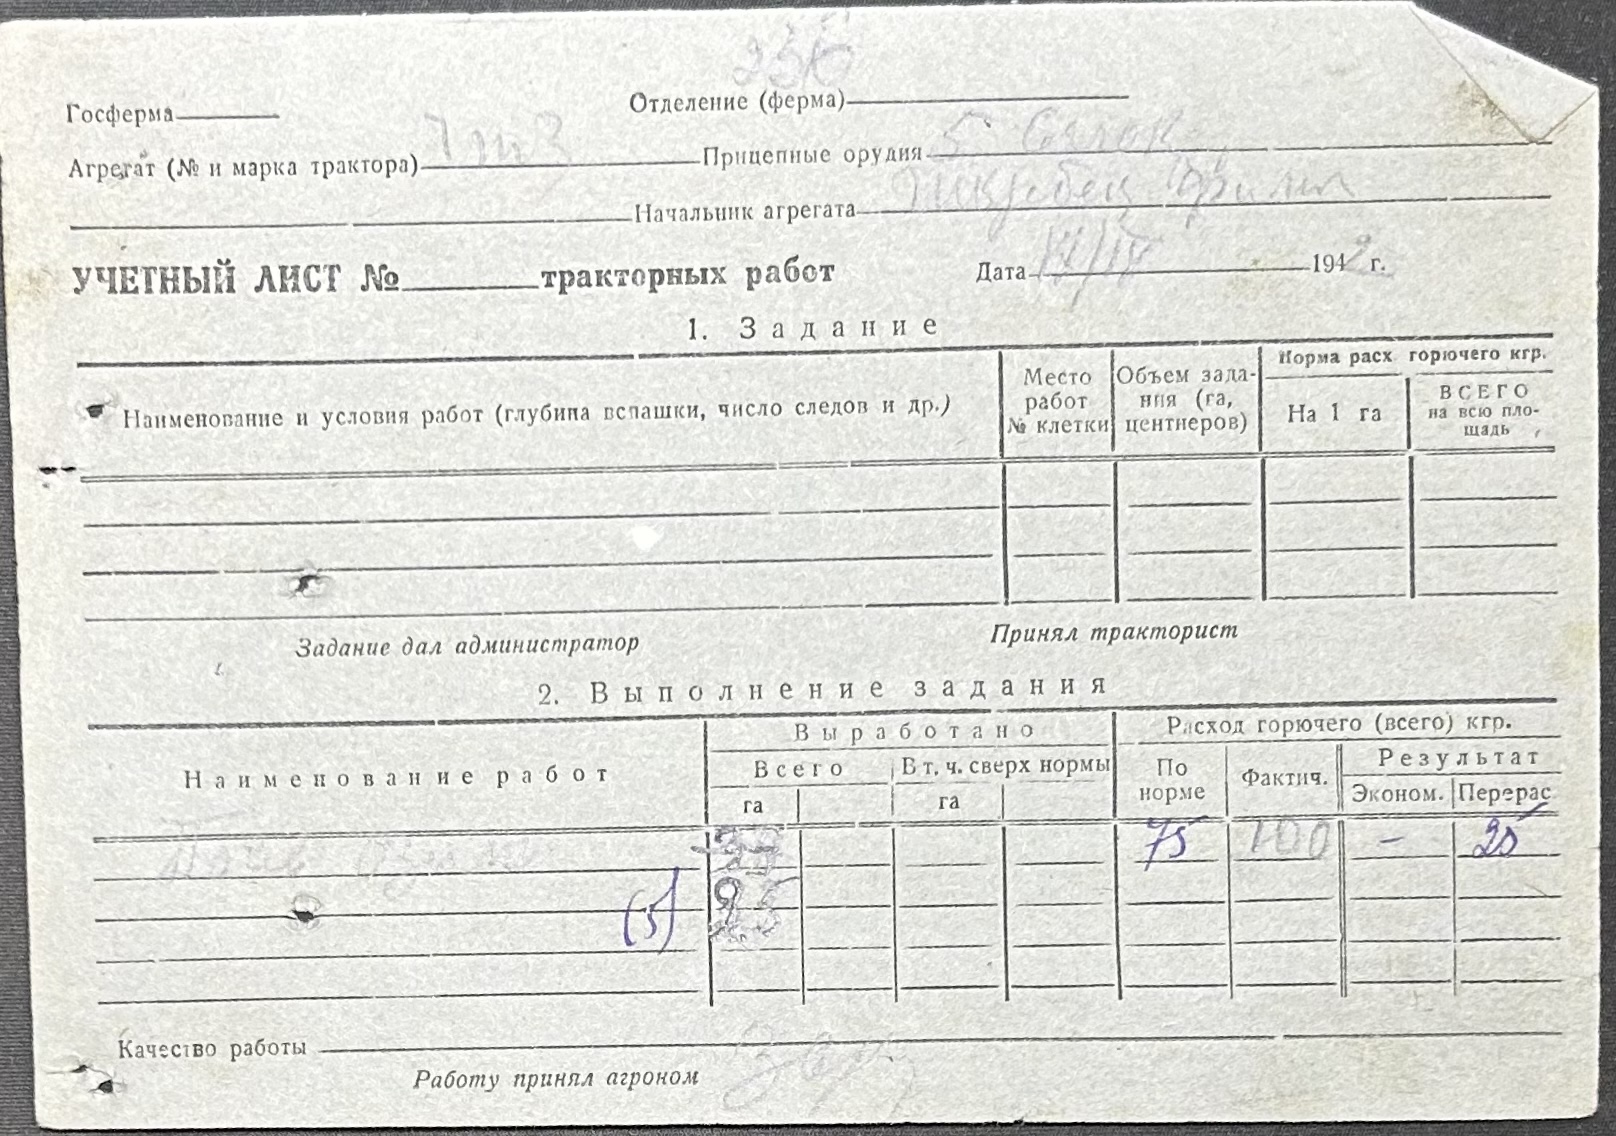 Госферма
Отделение (ферма)
Агрегат (№ и марка трактора)
Прицепные орудия 5
Начальник агрегата
УЧЕТНЫЙ ЛИСТ № тракторных работ
Дата 17/IV 1942 г.
1. Задание
Наименование и условия работ (глубина вспашки, число следов и др.)
Место работ № клетки
Объем задания (га, центнеров)
Норма расх горючего кгр.
На 1 га
ВСЕГО на всю площадь
Задание дал администратор
Принял тракторист
2. Выполнение задания
Наименование работ
Выработано
Всего
га
В т. ч. сверх нормы
га
Расход горючего (всего) кгр.
По норме
Фактич.
Результат
Эконом.
Перерас
75 100 - 25
(5)
Качество работы
Работу принял агроном